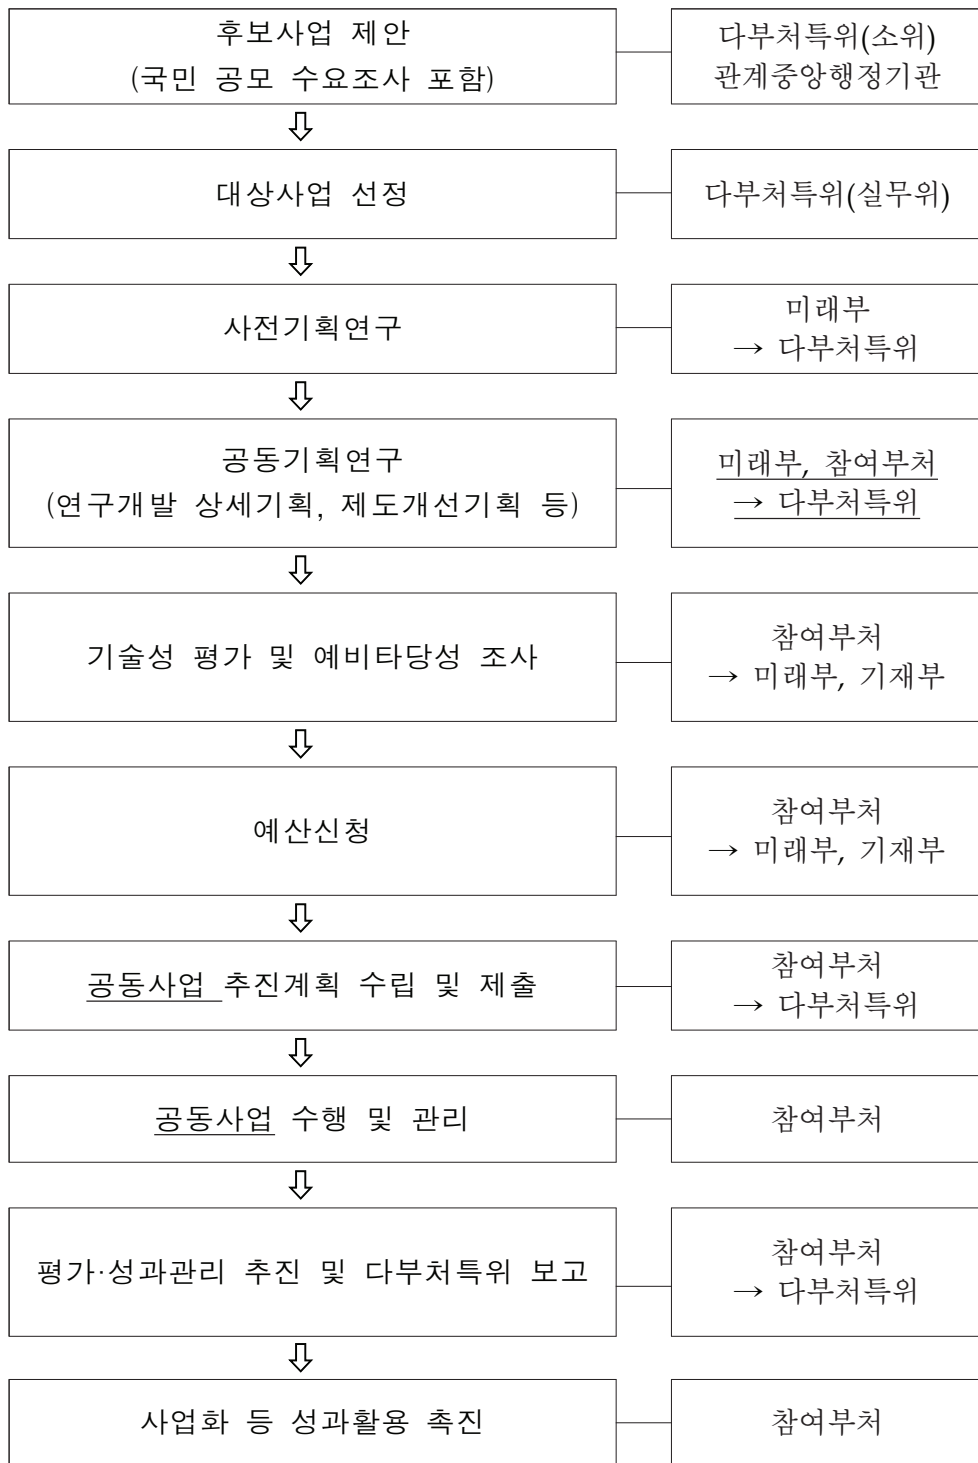 후보사업 제안
(국민 공모 수요조사 포함)
다부처특위(소위)
관계중앙행정기관
대상사업 선정
다부처특위(실무위)
사전기획연구
미래부
→ 다부처특위
공동기획연구
(연구개발 상세기획, 제도개선기획 등)
미래부, 참여부처
→ 다부처특위
기술성 평가 및 예비타당성 조사
참여부처
→ 미래부, 기재부
예산신청
참여부처
→ 미래부, 기재부
공동사업 추진계획 수립 및 제출
참여부처
→ 다부처특위
공동사업 수행 및 관리
참여부처
평가·성과관리 추진 및 다부처특위 보고
참여부처
→ 다부처특위
사업화 등 성과활용 촉진
참여부처